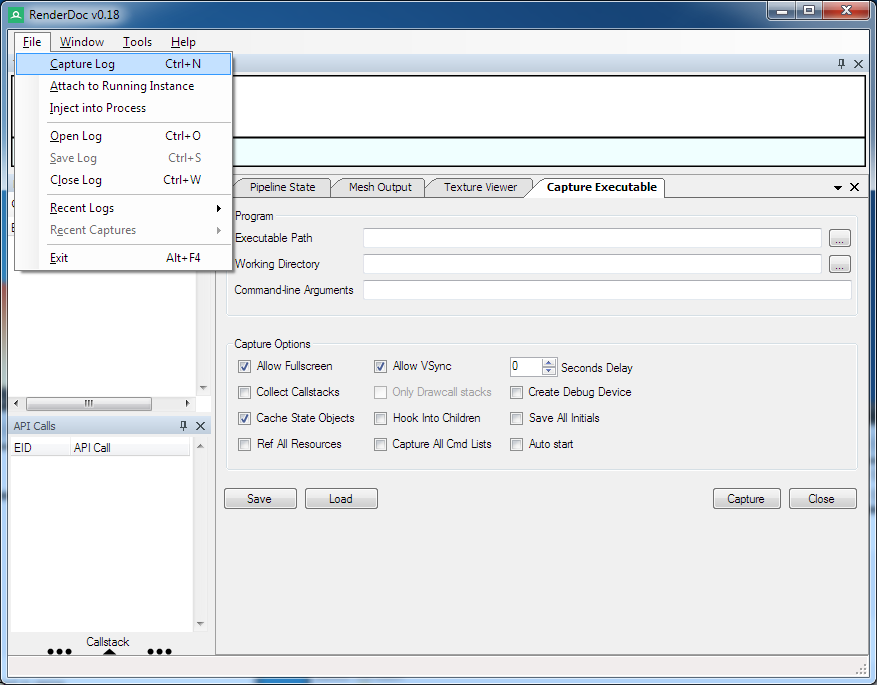 RenderDoc v0.18
File Window Tools Help
Capture Log Ctrl+N
Attach to Running Instance
Inject into Process
Open Log Ctrl+O
Save Log Ctrl+S
Close Log Ctrl+W
Recent Logs
Recent Captures
Exit Alt+F4
Pipeline State Mesh Output Texture Viewer Capture Executable
Program
Executable Path ...
Working Directory ...
Command-line Arguments
Capture Options
Allow Fullscreen Allow VSync 0 Seconds Delay
Collect Callstacks Only Drawcall stacks Create Debug Device
Cache State Objects Hook Into Children Save All Initials
Ref All Resources Capture All Cmd Lists Auto start
Save Load Capture Close
API Calls
EID API Call
Callstack